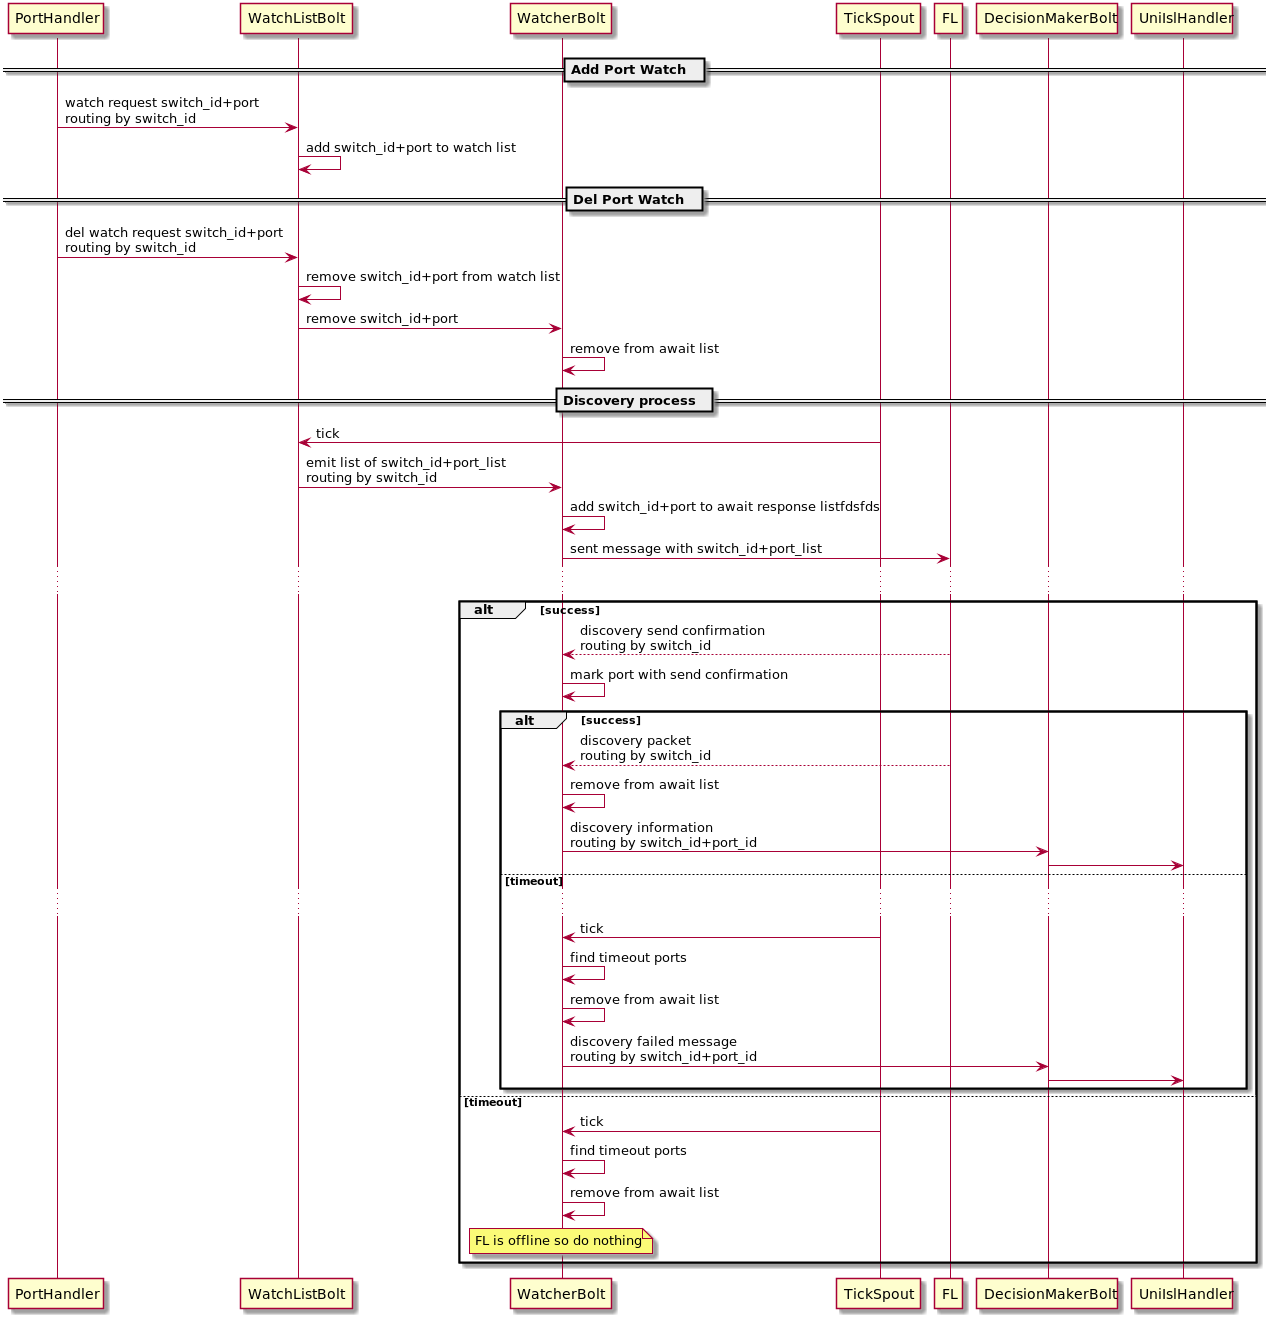 PortHandler
WatchListBolt
WatcherBolt
TickSpout
FL
DecisionMakerBolt
UniIslHandler
Add Port Watch
watch request switch_id+port
routing by switch_id
add switch_id+port to watch list
Del Port Watch
del watch request switch_id+port
routing by switch_id
remove switch_id+port from watch list
remove switch_id+port
remove from await list
Discovery process
tick
emit list of switch_id+port_list
routing by switch_id
add switch_id+port to await response listfdsfds
sent message with switch_id+port_list
alt
[success]
discovery send confirmation
routing by switch_id
mark port with send confirmation
alt
[success]
discovery packet
routing by switch_id
remove from await list
discovery information
routing by switch_id+port_id
[timeout]
tick
find timeout ports
remove from await list
discovery failed message
routing by switch_id+port_id
[timeout]
tick
find timeout ports
remove from await list
FL is offline so do nothing
PortHandler
WatchListBolt
WatcherBolt
TickSpout
FL
DecisionMakerBolt
UniIslHandler